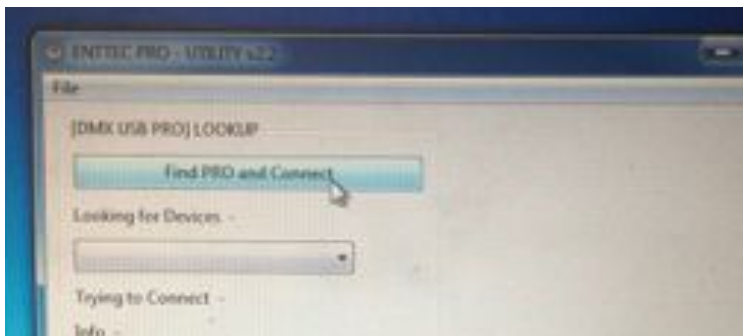 ENTTEC PRO - UTILITY v2.2
File
[DMX USB PRO] LOOKUP
Find PRO and Connect
Looking for Devices -
Trying to Connect -
Info -